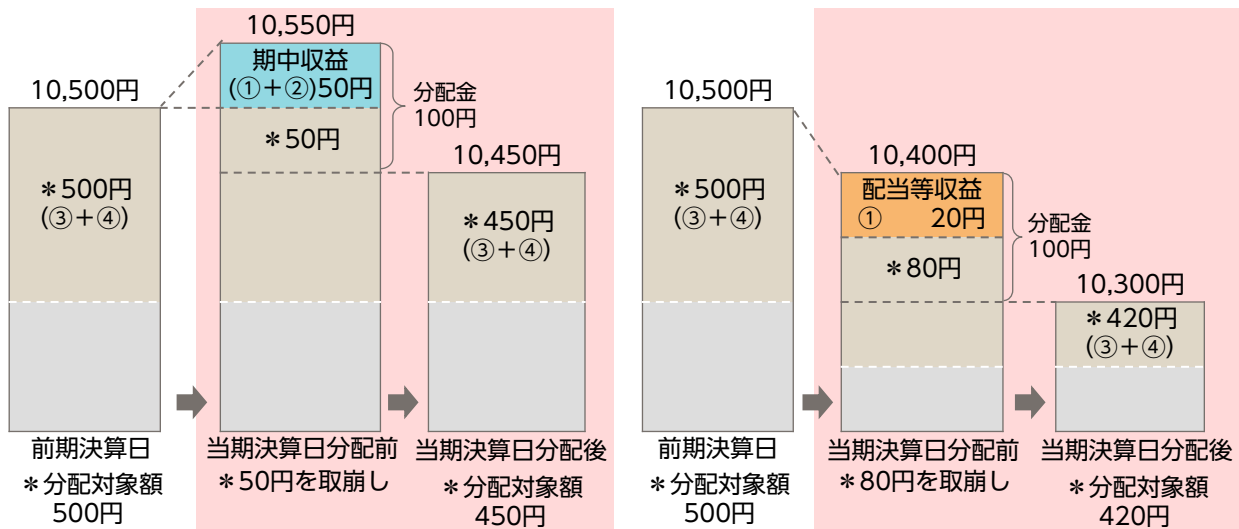 10,500円
10,550円
期中収益
(①+②)50円
分配金
100円
*50円
10,450円
*500円
(③+④)
*450円
(③+④)
前期決算日
当期決算日分配前
当期決算日分配後
*分配対象額
500円
*50円を取崩し
*分配対象額
450円
10,500円
10,400円
配当等収益
① 20円
分配金
100円
*80円
10,300円
*500円
(③+④)
*420円
(③+④)
前期決算日
当期決算日分配前
当期決算日分配後
*分配対象額
500円
*80円を取崩し
*分配対象額
420円